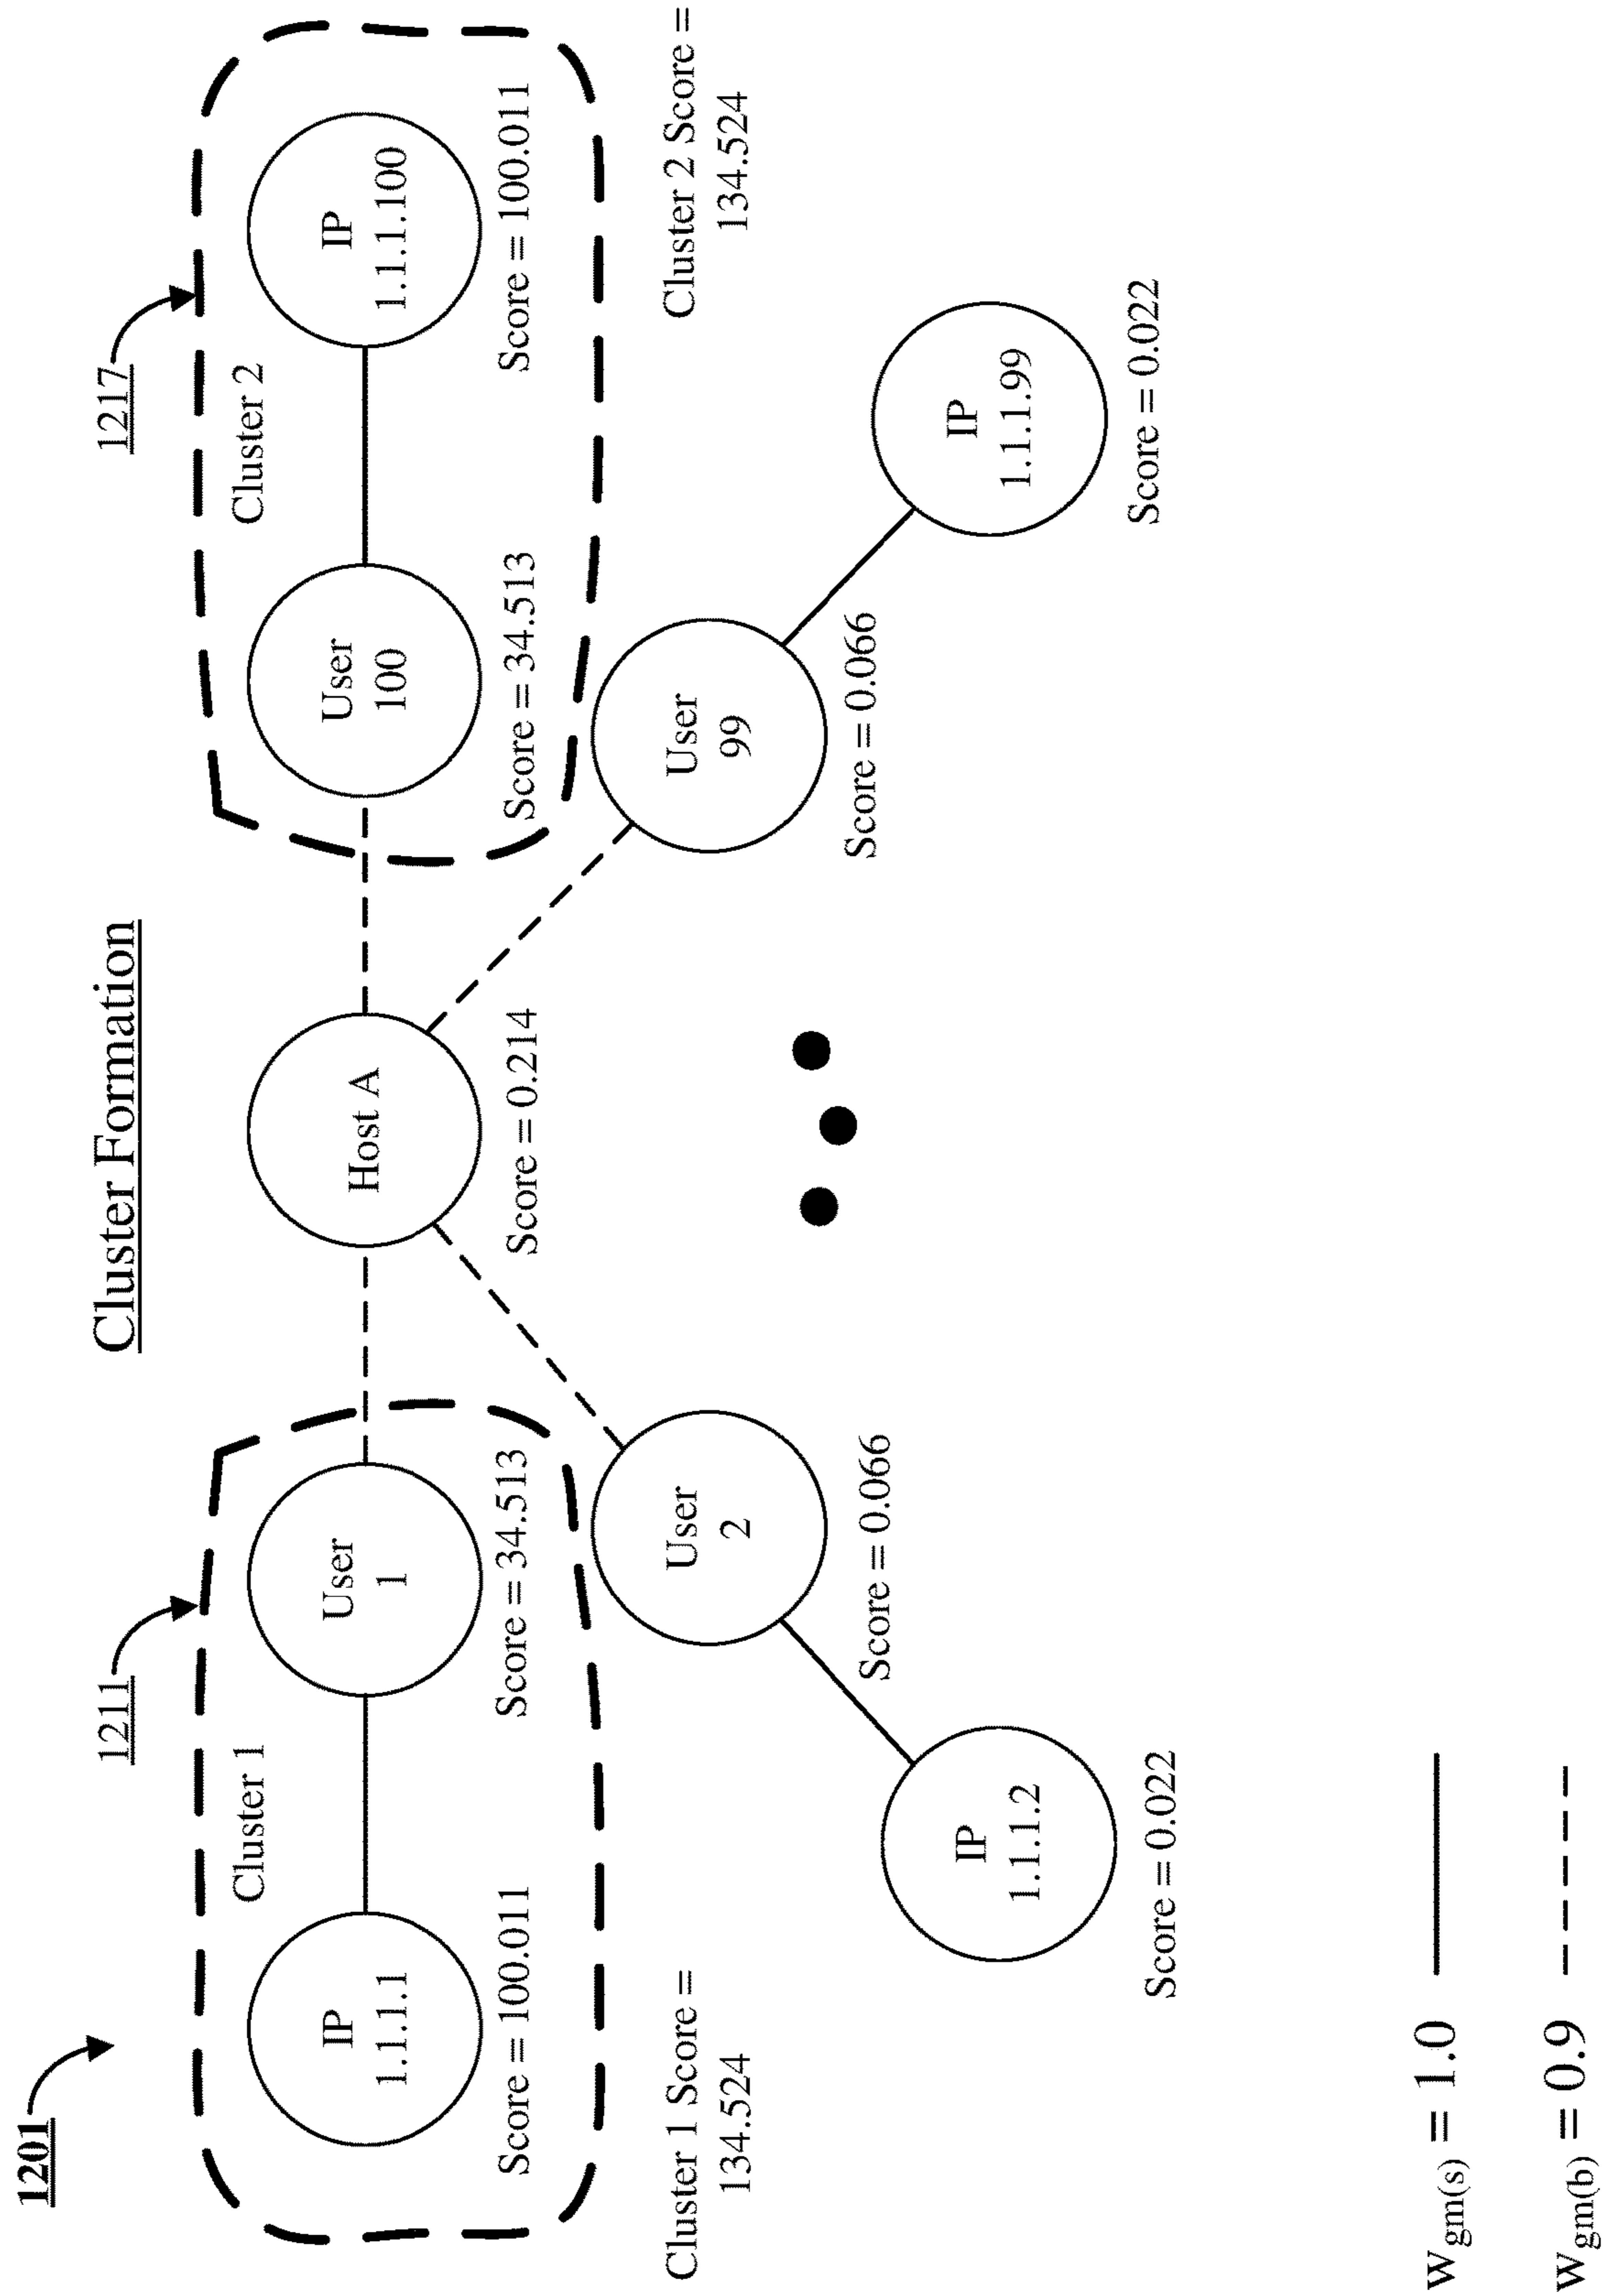 1201
Cluster Formation
1211
1217
Cluster 1
Cluster 2
IP
1.1.1.1
User
1
Host A
User
100
IP
1.1.1.100
Score = 100.011
Score = 34.513
Score = 0.214
Score = 34.513
Score = 100.011
Cluster 1 Score =
134.524
Cluster 2 Score =
134.524
User
2
User
99
Score = 0.066
Score = 0.066
IP
1.1.1.2
IP
1.1.1.99
Score = 0.022
Score = 0.022
Wgm(s) = 1.0
Wgm(b) = 0.9